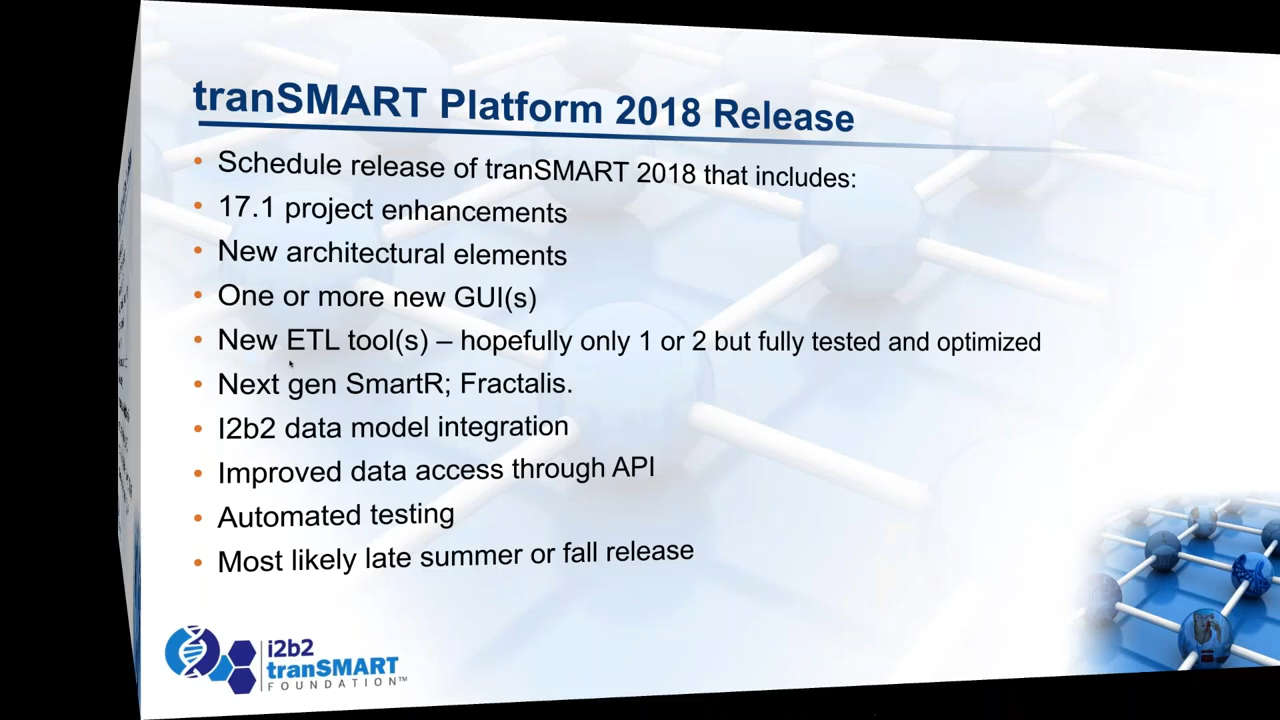 tranSMART Platform 2018 Release
• Schedule release of tranSMART 2018 that includes:
• 17.1 project enhancements
• New architectural elements
• One or more new GUI(s)
• New ETL tool(s) – hopefully only 1 or 2 but fully tested and optimized
• Next gen SmartR; Fractalis.
• I2b2 data model integration
• Improved data access through API
• Automated testing
• Most likely late summer or fall release
i2b2
tranSMART
FOUNDATION™